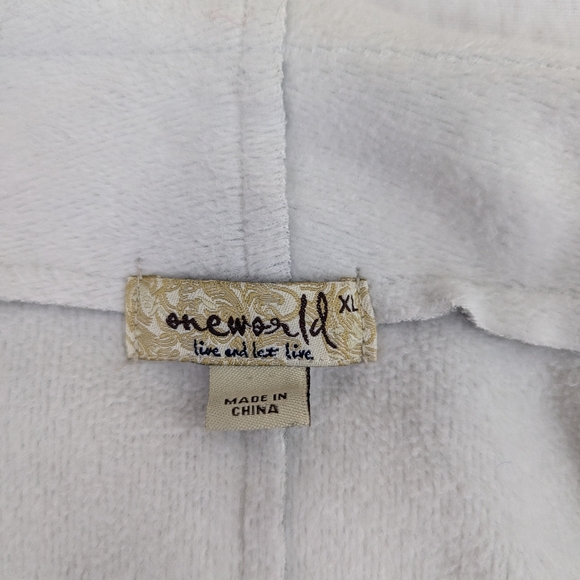 oneworld XL
live and let live.
MADE IN
CHINA